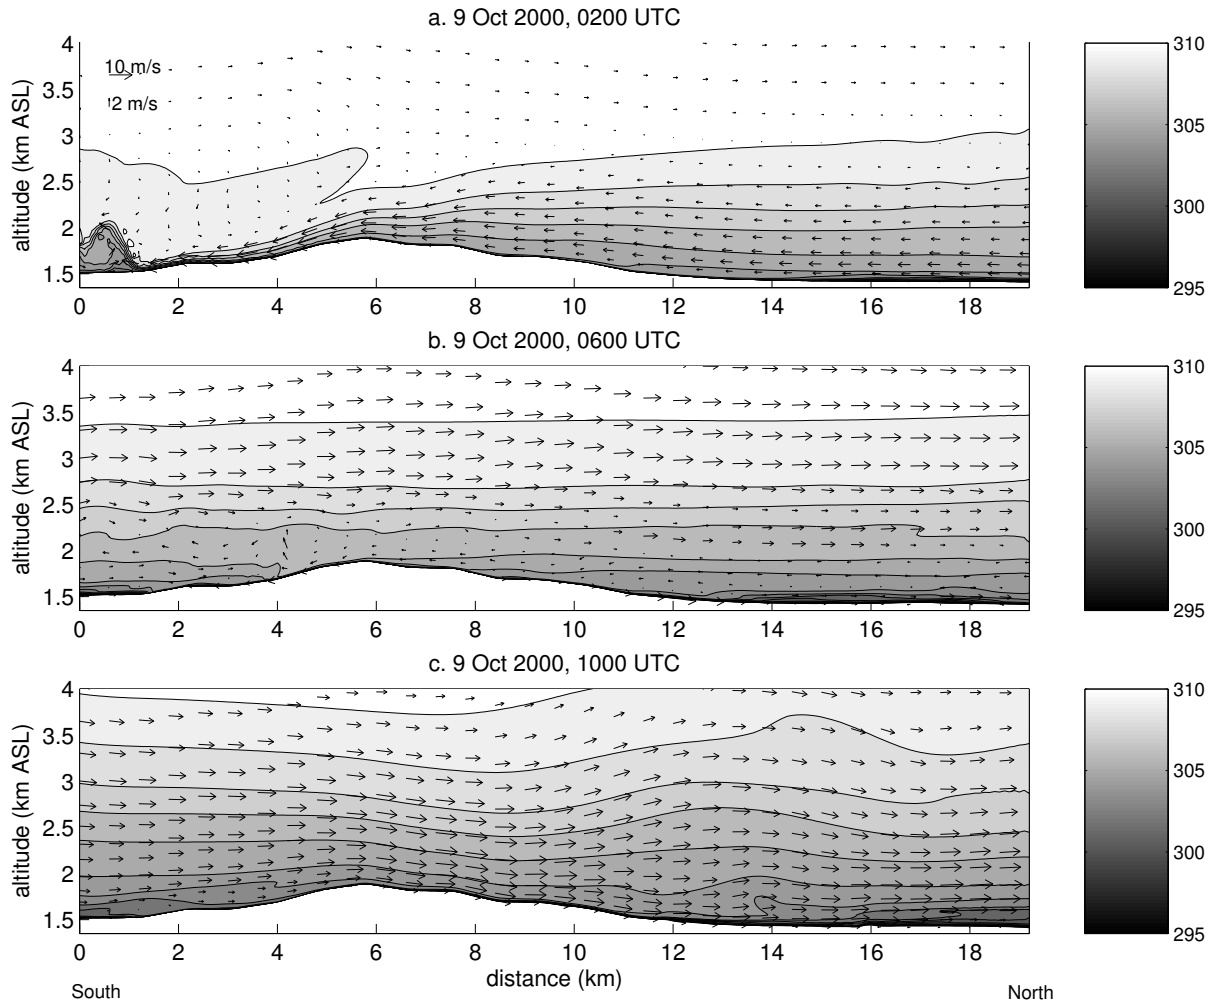 a. 9 Oct 2000, 0200 UTC
altitude (km ASL)
4
3.5
3
2.5
2
1.5
10 m/s
2 m/s
0 2 4 6 8 10 12 14 16 18
310
305
300
295
b. 9 Oct 2000, 0600 UTC
altitude (km ASL)
4
3.5
3
2.5
2
1.5
0 2 4 6 8 10 12 14 16 18
310
305
300
295
c. 9 Oct 2000, 1000 UTC
altitude (km ASL)
4
3.5
3
2.5
2
1.5
0 2 4 6 8 10 12 14 16 18
310
305
300
295
distance (km)
South North